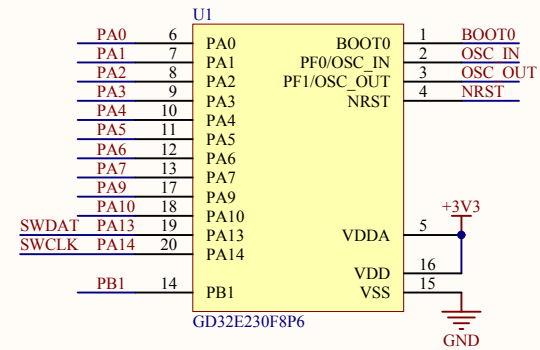 U1
PA0 6 PA0 BOOT0 1 BOOT0
PA1 7 PA1 PF0/OSC_IN 2 OSC_IN
PA2 8 PA2 PF1/OSC_OUT 3 OSC_OUT
PA3 9 PA3 NRST 4 NRST
PA4 10 PA4
PA5 11 PA5
PA6 12 PA6
PA7 13 PA7
PA9 17 PA9
PA10 18 PA10 +3V3
SWDAT PA13 19 PA13 VDDA 5
SWCLK PA14 20 PA14
VDD 16
PB1 14 PB1 VSS 15
GD32E230F8P6
GND